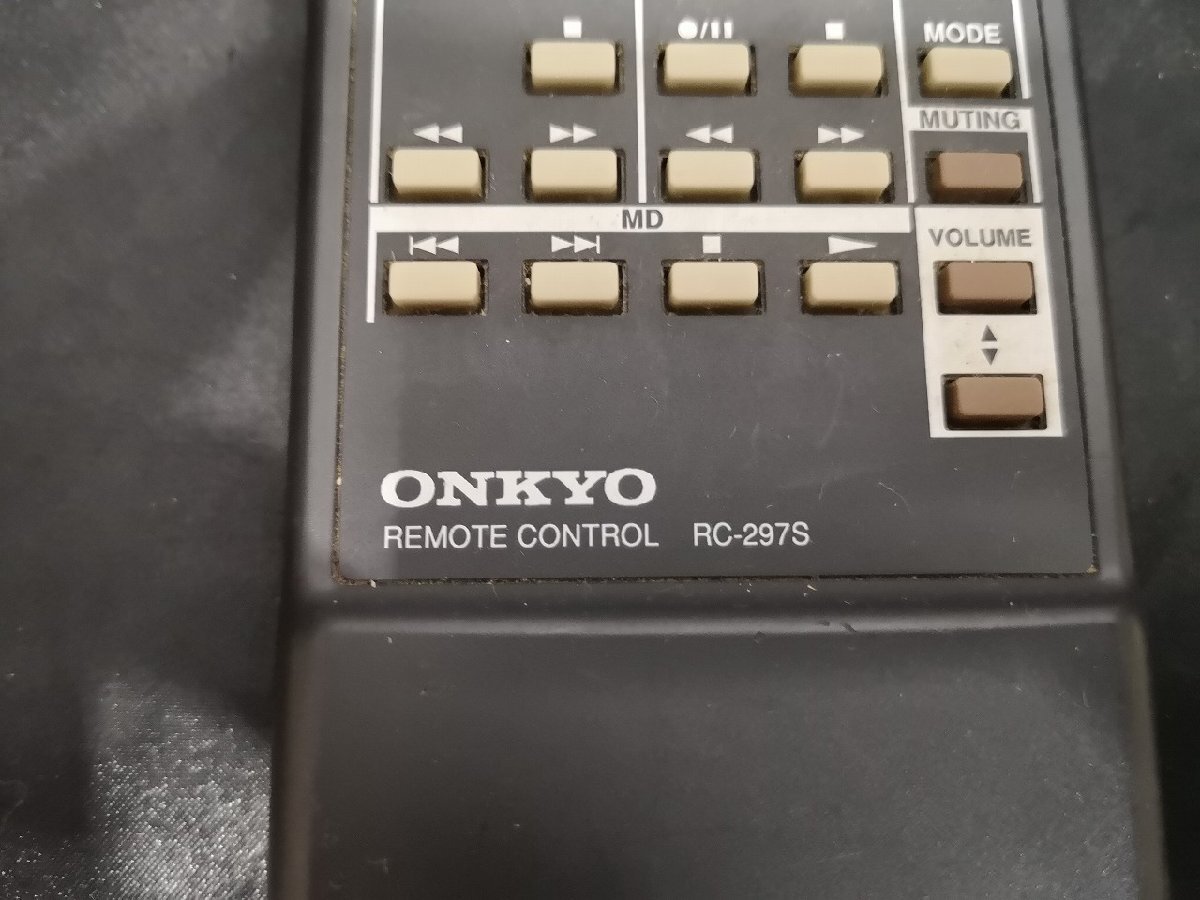 MODE
MUTING
MD
VOLUME
ONKYO
REMOTE CONTROL RC-297S